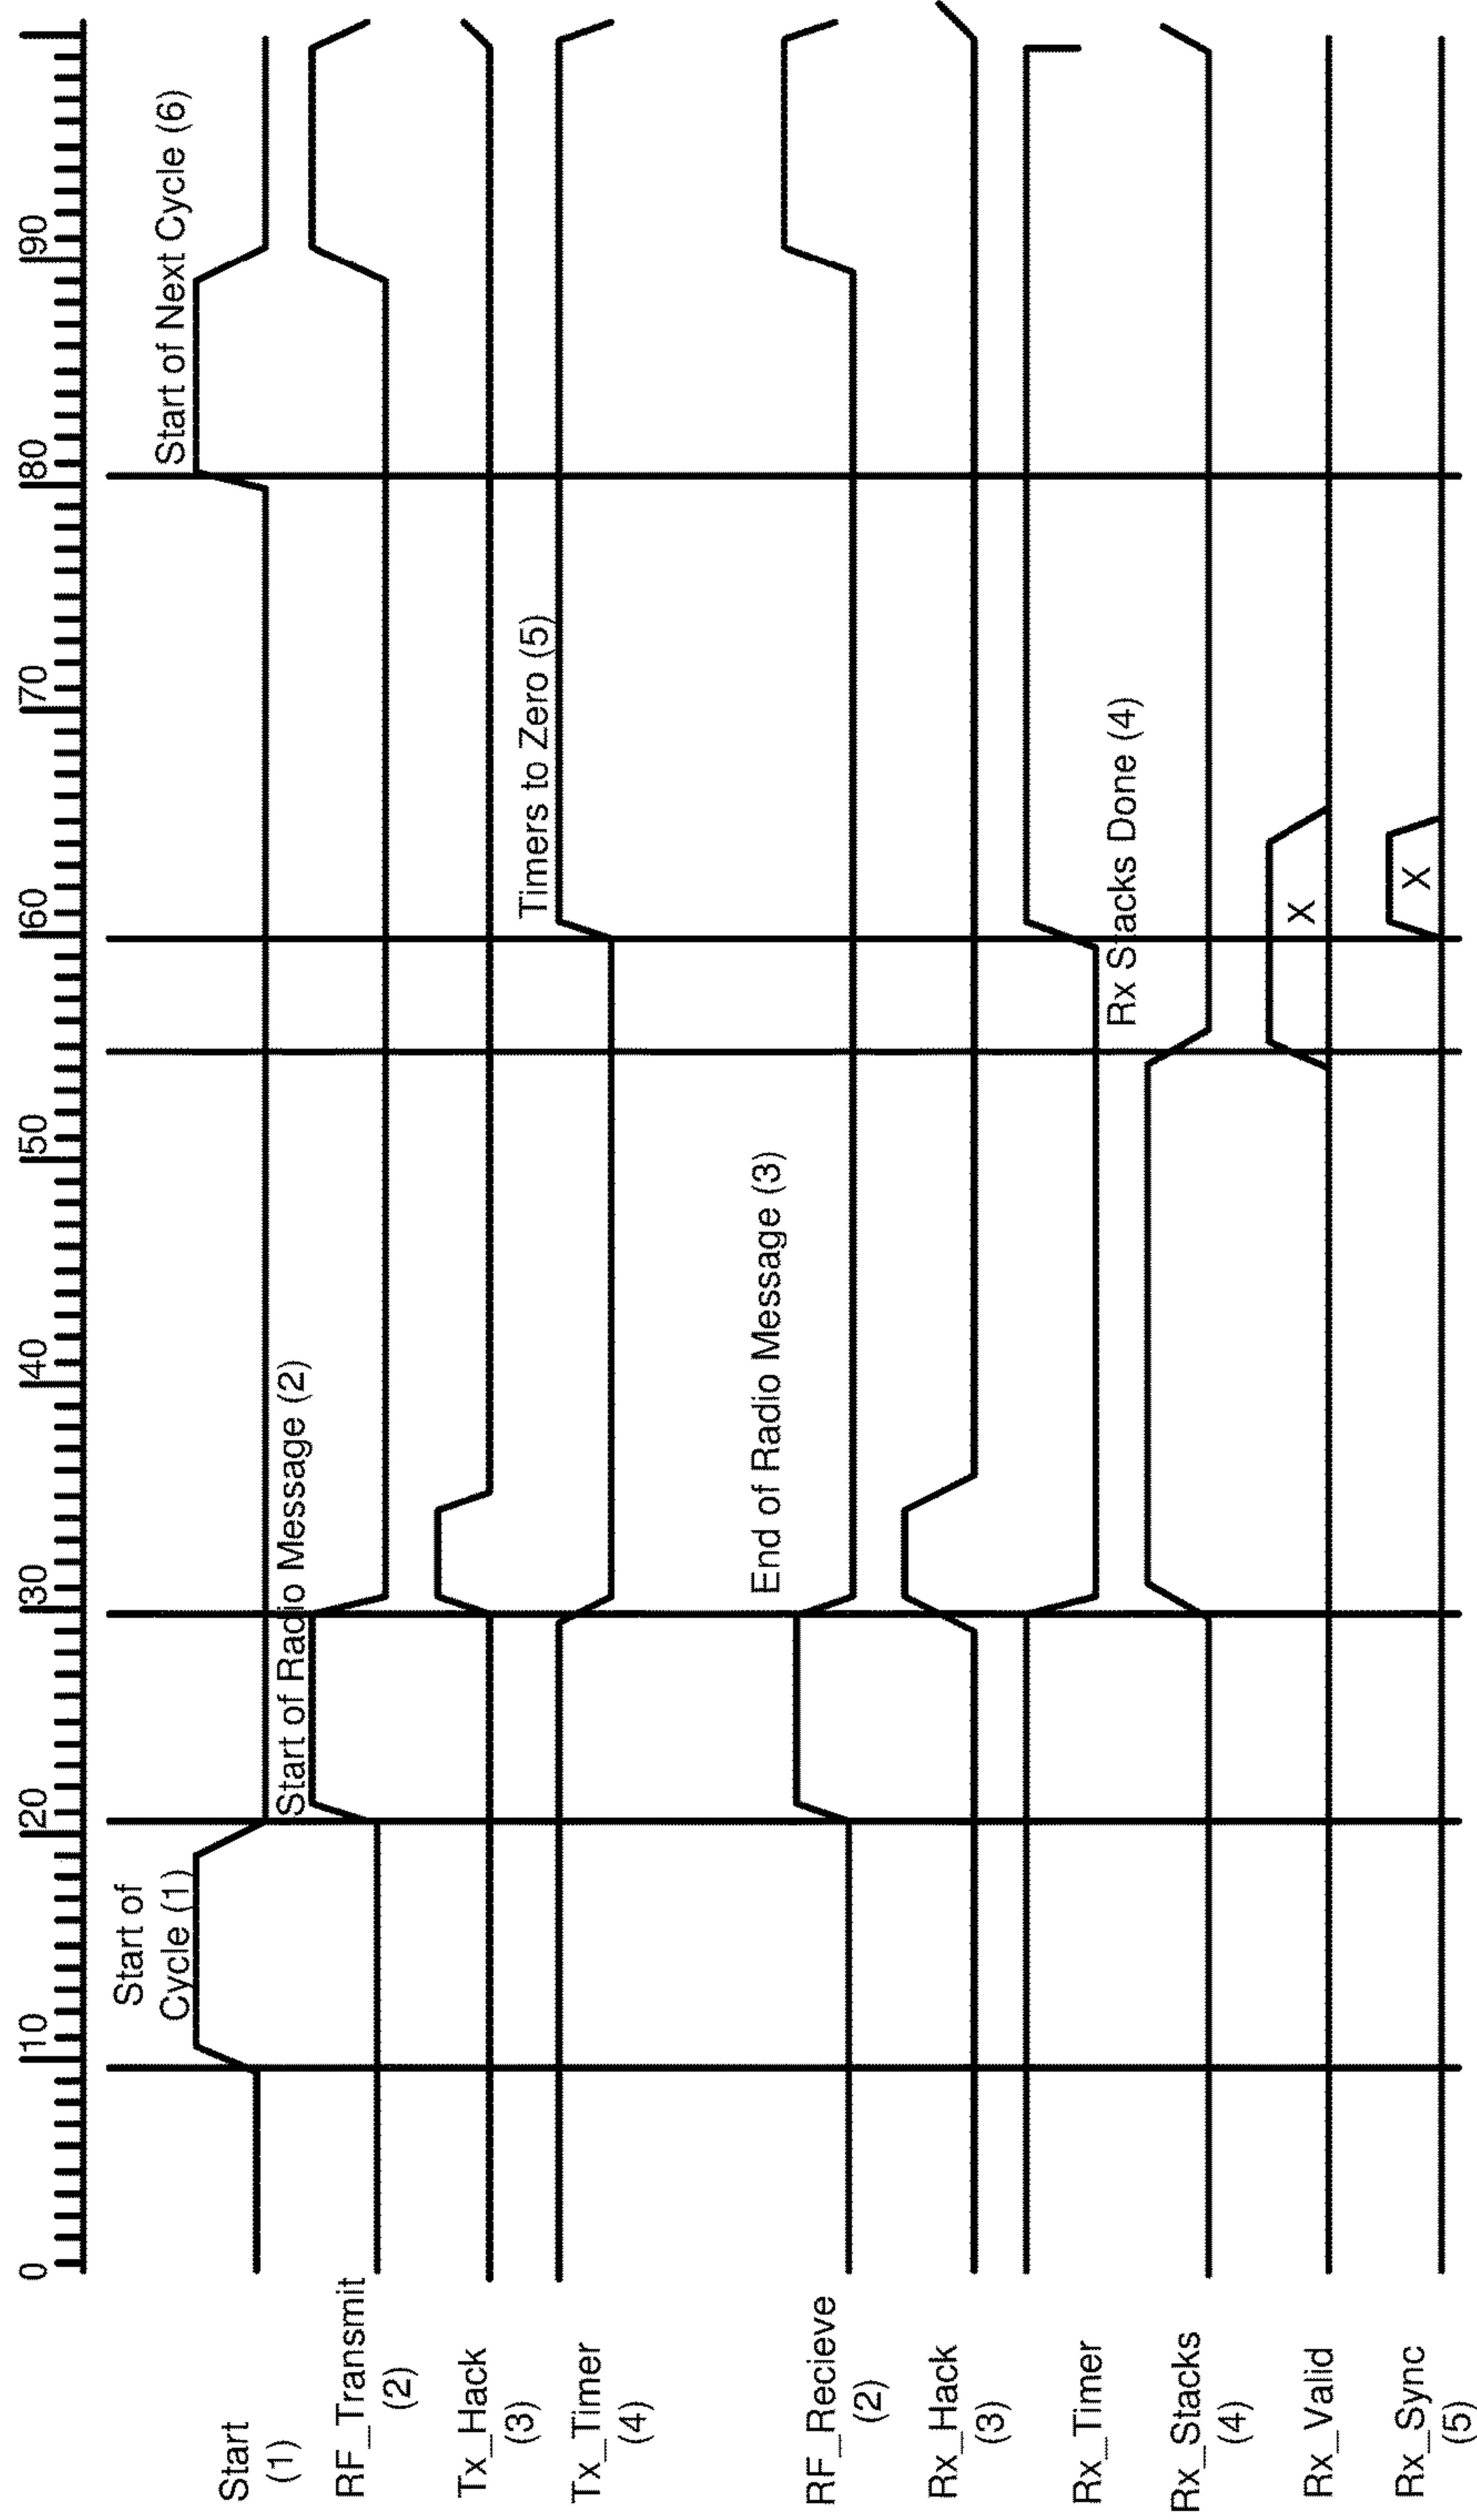 0
10
20
30
40
50
60
70
80
90
Start of
Cycle (1)
Start of Next Cycle (6)
Start of Radio Message (2)
Timers to Zero (5)
End of Radio Message (3)
Rx Stacks Done (4)
X
X
Start
(1)
RF_Transmit
(2)
Tx_Hack
(3)
Tx_Timer
(4)
RF_Recieve
(2)
Rx_Hack
(3)
Rx_Timer
Rx_Stacks
(4)
Rx_Valid
Rx_Sync
(5)